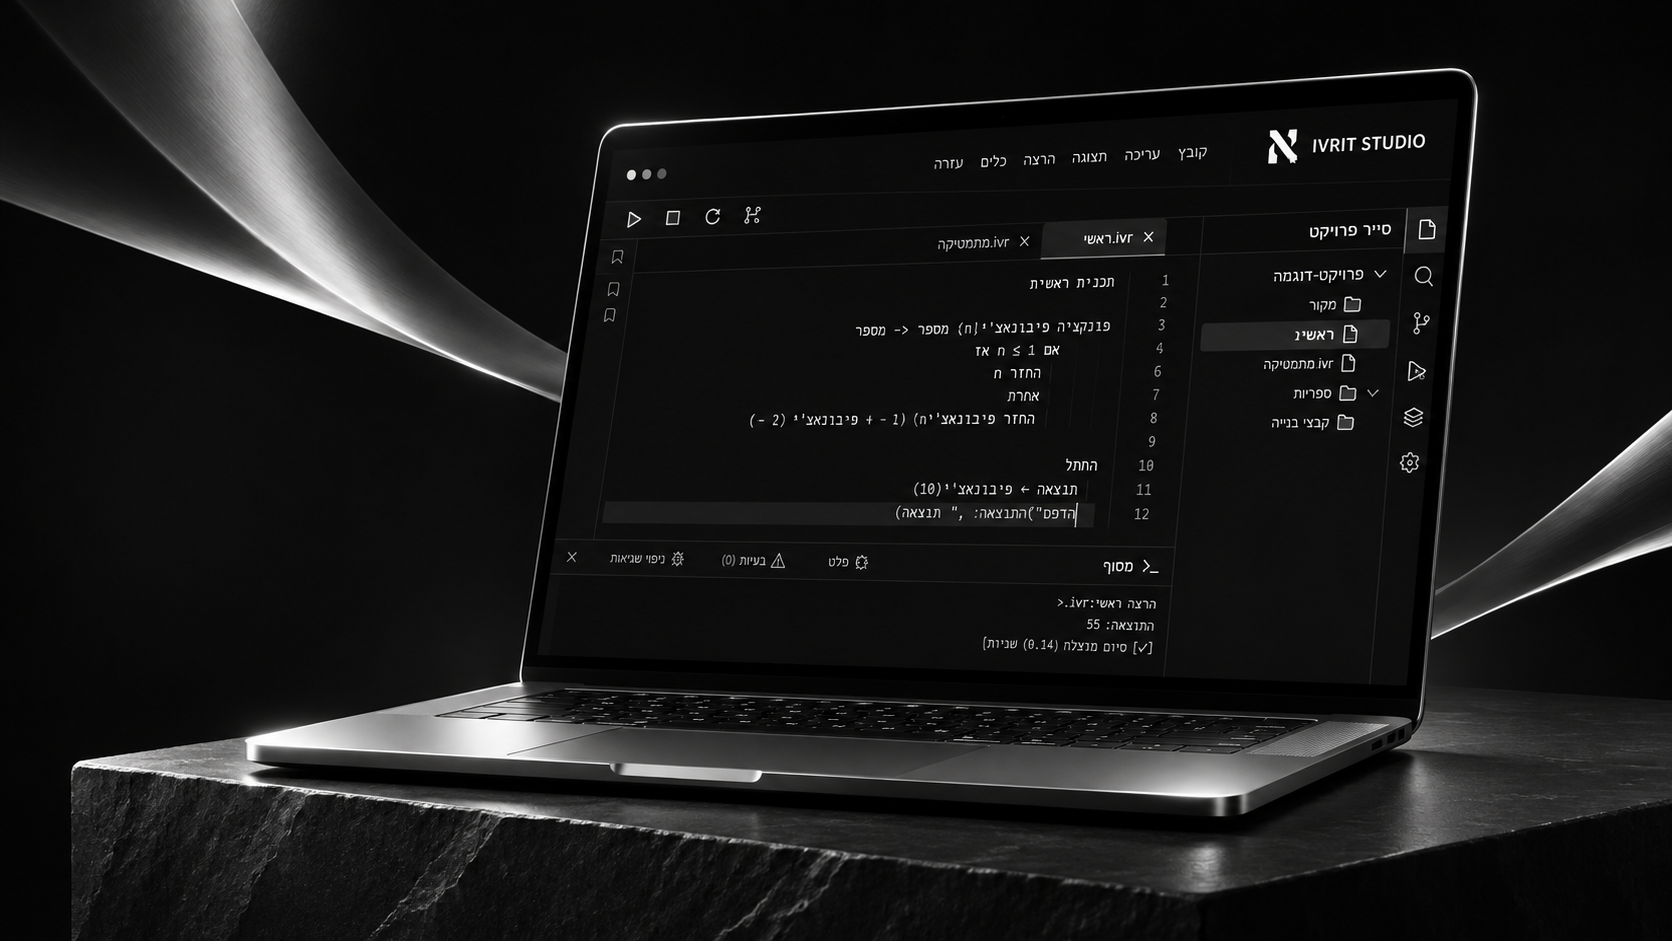 IVRIT STUDIO
קובץ עריכה תצוגה הרצה כלים עזרה
סייר פרויקט
פרויקט-דוגמה
מקור
ראשינ
מתמטיקה.ivr
ספריות
קבצי בנייה
ראשי.ivr
מתמטיקה.ivr
1 תכנית ראשית
2
3 פונקציה פיבונאצ'י(n) מספר <- מספר
4 אם n ≤ 1 אז
6 החזר n
7 אחרת
8 החזר פיבונאצ'י(n - 1) + פיבונאצ'י (2 - )
9
10 התחל
11 תוצאה ← פיבונאצ'י(10)
12 הדפס("התוצאה: ", תוצאה)
מסוף
פלט
בעיות (0)
ניפוי שגיאות
הרצה ראשי:ivr.>
התוצאה: 55
[✓] סיום מוצלח (0.14) שניות]